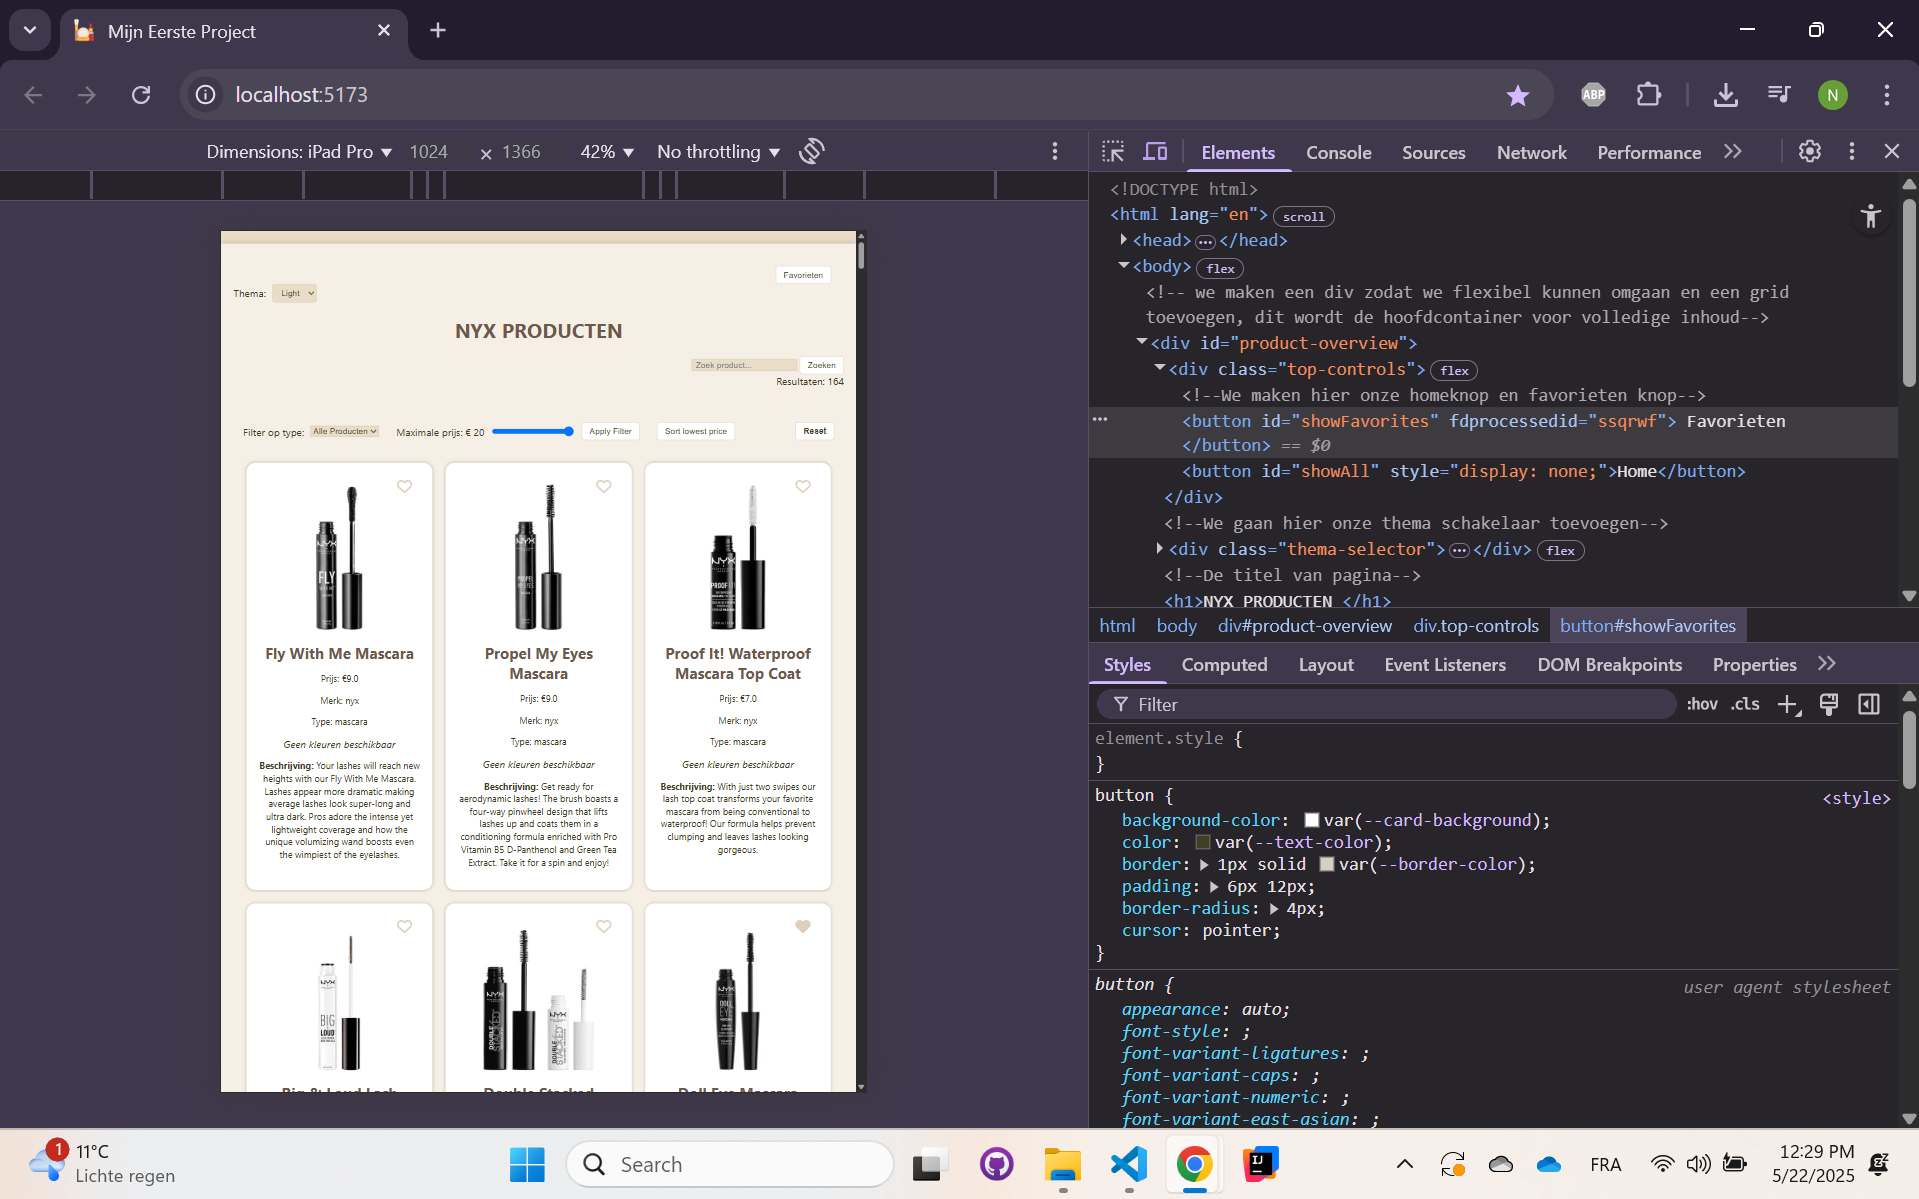 Mijn Eerste Project
localhost:5173
ABP
N
Dimensions: iPad Pro 1024 × 1366 42% No throttling
Elements Console Sources Network Performance
Favorieten
Thema: Light
NYX PRODUCTEN
Zoek product... Zoeken
Resultaten: 164
Filter op type: Alle Producten Maximale prijs: € 20 Apply Filter Sort lowest price Reset
Fly With Me Mascara
Prijs: €9.0
Merk: nyx
Type: mascara
Geen kleuren beschikbaar
Beschrijving: Your lashes will reach new
heights with our Fly With Me Mascara.
Lashes appear more dramatic making
average lashes look super-long and
ultra dark. Pros adore the intense yet
lightweight coverage and how the
unique volumizing wand boosts even
the wimpiest of the eyelashes.
Propel My Eyes
Mascara
Prijs: €9.0
Merk: nyx
Type: mascara
Geen kleuren beschikbaar
Beschrijving: Get ready for
aerodynamic lashes! The brush boasts a
four-way pinwheel design that lifts
lashes up and coats them in a
conditioning formula enriched with Pro
Vitamin B5 D-Panthenol and Green Tea
Extract. Take it for a spin and enjoy!
Proof It! Waterproof
Mascara Top Coat
Prijs: €7.0
Merk: nyx
Type: mascara
Geen kleuren beschikbaar
Beschrijving: With just two swipes our
lash top coat transforms your favorite
mascara from being conventional to
waterproof! Our formula helps prevent
clumping and leaves lashes looking
gorgeous.
Big & Loud Lash
Double Stacked
Doll Eye Mascara
<!DOCTYPE html>
<html lang="en"> scroll
<head> ... </head>
<body> flex
<!-- we maken een div zodat we flexibel kunnen omgaan en een grid
toevoegen, dit wordt de hoofdcontainer voor volledige inhoud-->
<div id="product-overview">
<div class="top-controls"> flex
<!--We maken hier onze homeknop en favorieten knop-->
<button id="showFavorites" fdprocessedid="ssqrwf"> Favorieten
</button> == $0
<button id="showAll" style="display: none;">Home</button>
</div>
<!--We gaan hier onze thema schakelaar toevoegen-->
<div class="thema-selector"> ... </div> flex
<!--De titel van pagina-->
<h1>NYX PRODUCTEN </h1>
html body div#product-overview div.top-controls button#showFavorites
Styles Computed Layout Event Listeners DOM Breakpoints Properties
Filter :hov .cls
element.style {
}
button { <style>
background-color: var(--card-background);
color: var(--text-color);
border: 1px solid var(--border-color);
padding: 6px 12px;
border-radius: 4px;
cursor: pointer;
}
button { user agent stylesheet
appearance: auto;
font-style: ;
font-variant-ligatures: ;
font-variant-caps: ;
font-variant-numeric: ;
font-variant-east-asian: ;
1
11°C
Lichte regen
Search
FRA
12:29 PM
5/22/2025